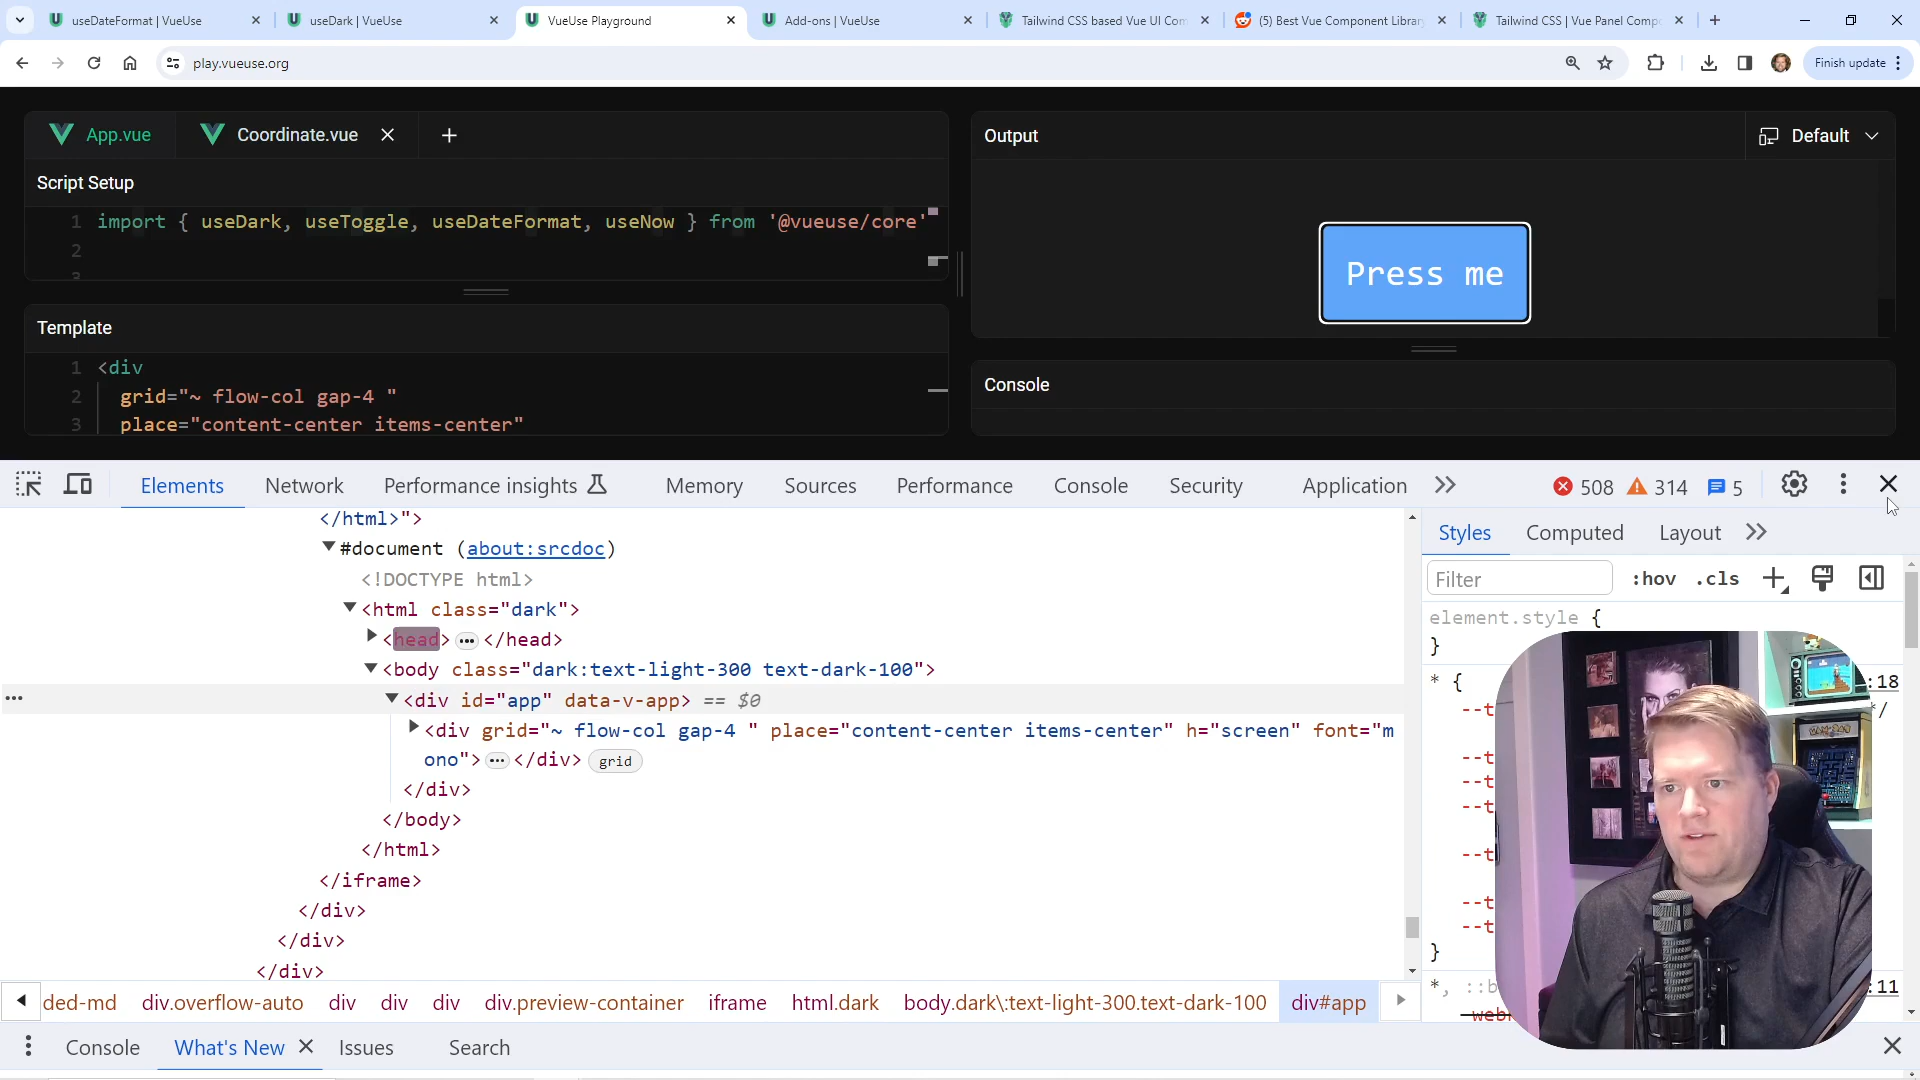 useDateFormat | VueUse
useDark | VueUse
VueUse Playground
Add-ons | VueUse
Tailwind CSS based Vue UI Com
(5) Best Vue Component Library
Tailwind CSS | Vue Panel Compo
play.vueuse.org
Finish update
App.vue
Coordinate.vue
Script Setup
1 import { useDark, useToggle, useDateFormat, useNow } from '@vueuse/core'
2
3
Template
1 <div
2 grid="~ flow-col gap-4 "
3 place="content-center items-center"
Output
Default
Press me
Console
Elements
Network
Performance insights
Memory
Sources
Performance
Console
Security
Application
508
314
5
</html>">
#document (about:srcdoc)
<!DOCTYPE html>
<html class="dark">
<head> ••• </head>
<body class="dark:text-light-300 text-dark-100">
••• <div id="app" data-v-app> == $0
<div grid="~ flow-col gap-4 " place="content-center items-center" h="screen" font="m
ono"> ••• </div> grid
</div>
</body>
</html>
</iframe>
</div>
</div>
</div>
Styles
Computed
Layout
Filter
:hov .cls
element.style {
}
* {
:18
--t
*/
--t
--t
--t
--t
--t
--t
}
*, ::b
:11
-web
ded-md
div.overflow-auto
div
div
div
div.preview-container
iframe
html.dark
body.dark\:text-light-300.text-dark-100
div#app
Console
What's New
Issues
Search